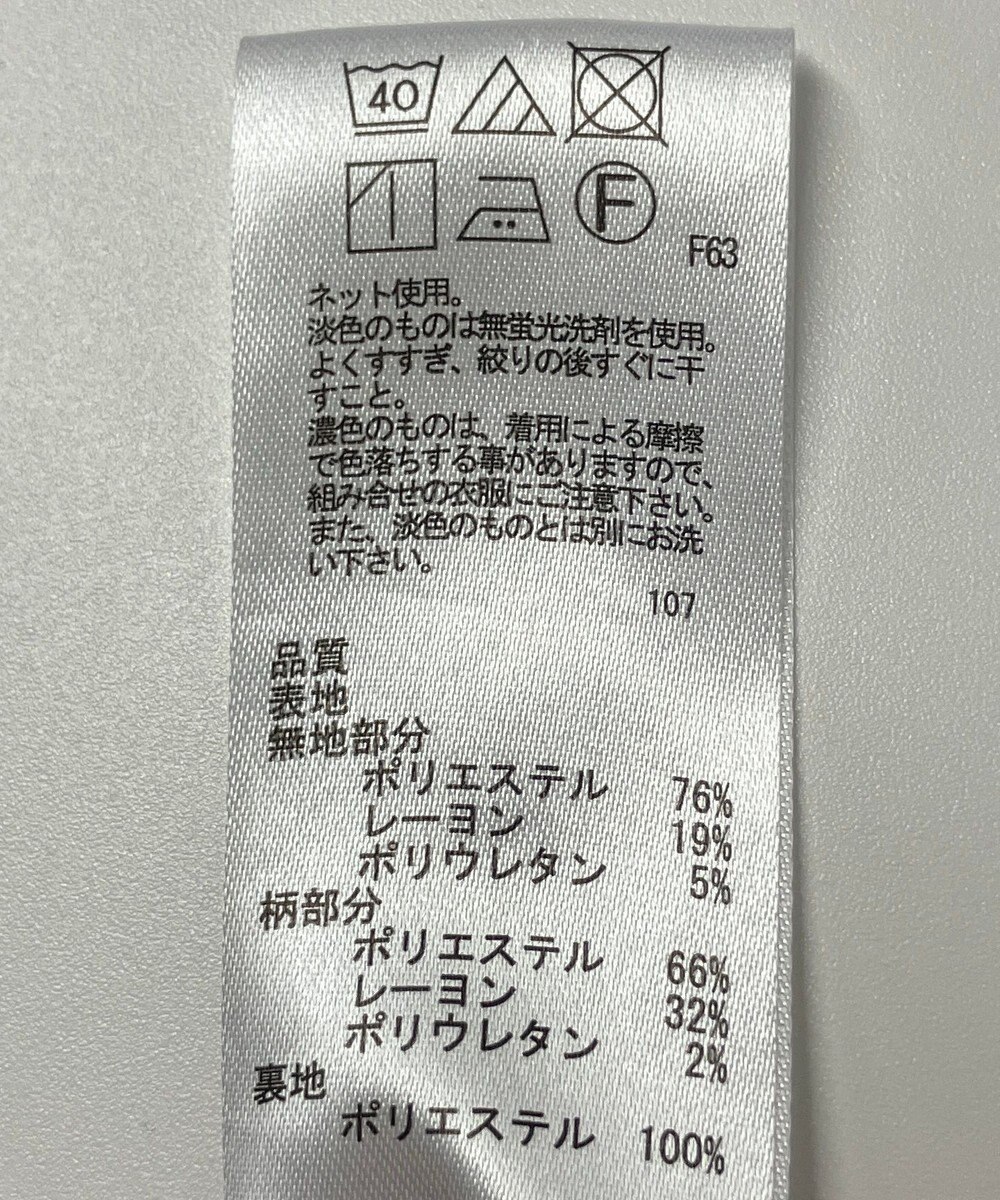 40
F
F63
ネット使用。
淡色のものは無蛍光洗剤を使用。
よくすすぎ、絞りの後すぐに干
すこと。
濃色のものは、着用による摩擦
で色落ちする事がありますので、
組み合せの衣服にご注意下さい。
また、淡色のものとは別にお洗
い下さい。
107
品質
表地
無地部分
ポリエステル 76%
レーヨン 19%
ポリウレタン 5%
柄部分
ポリエステル 66%
レーヨン 32%
ポリウレタン 2%
裏地
ポリエステル 100%